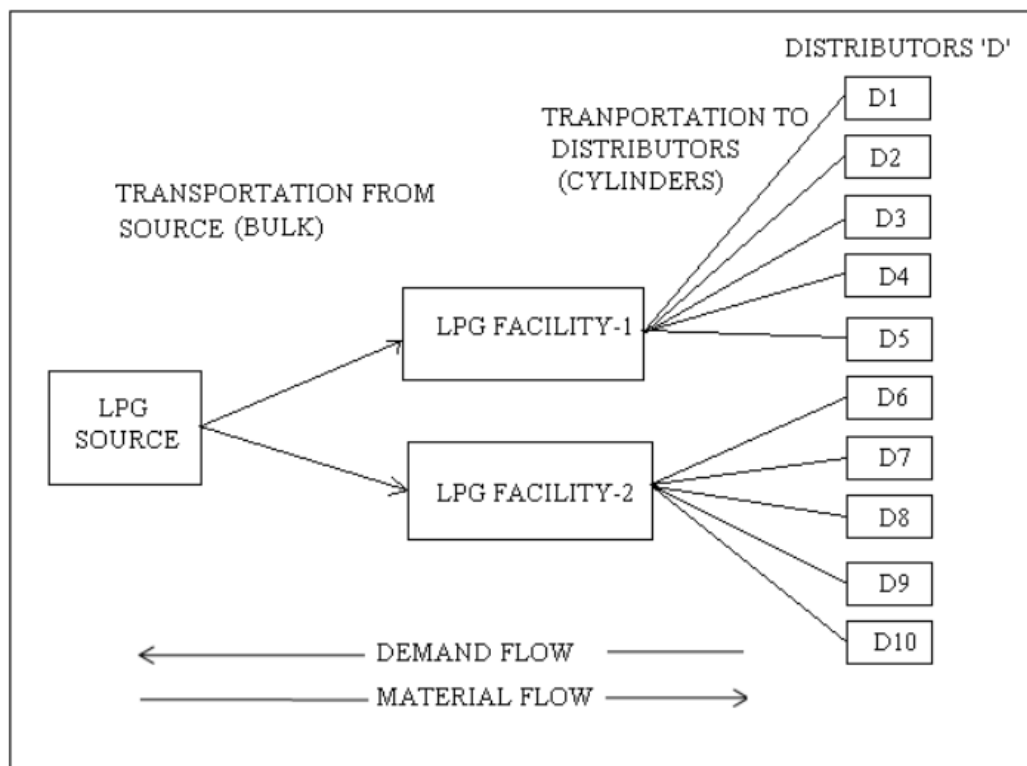 DISTRIBUTORS 'D'
D1
TRANPORTATION TO
DISTRIBUTORS
(CYLINDERS)
D2
TRANSPORTATION FROM
SOURCE (BULK)
D3
D4
LPG FACILITY-1
D5
LPG
SOURCE
D6
D7
LPG FACILITY-2
D8
D9
D10
DEMAND FLOW
MATERIAL FLOW